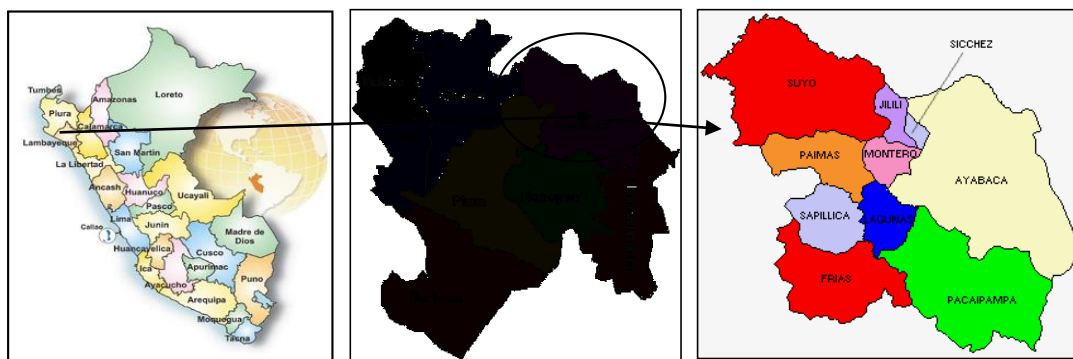 Tumbes
Piura
Lambayeque
Amazonas
Cajamarca
Loreto
La Libertad
San Martin
Ancash
Huanuco
Ucayali
Pasco
Lima
Callao
Junin
Madre de
Dios
Huancavelica
Cusco
Ica
Apurimac
Ayacucho
Puno
Arequipa
Moquegua
Tacna
Piura
SICCHEZ
SUYO
JILILI
PAIMAS
MONTERO
AYABACA
SAPILLICA
LAGUNAS
FRIAS
PACAIPAMPA